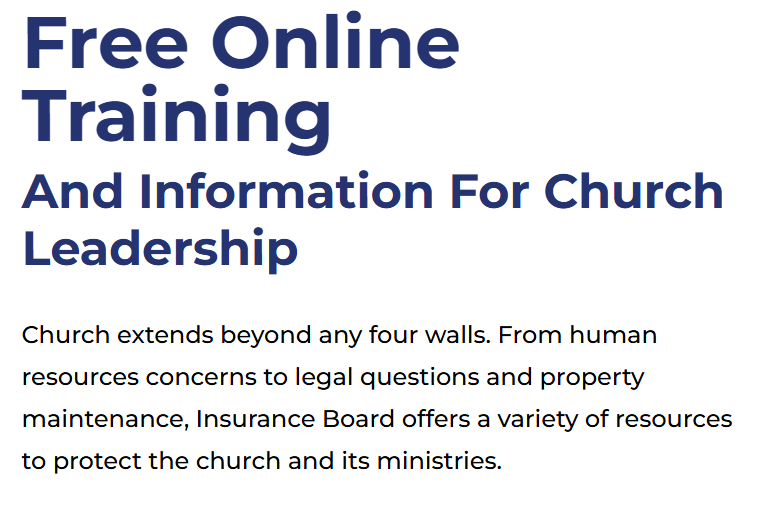 Free Online
Training
And Information For Church
Leadership
Church extends beyond any four walls. From human
resources concerns to legal questions and property
maintenance, Insurance Board offers a variety of resources
to protect the church and its ministries.